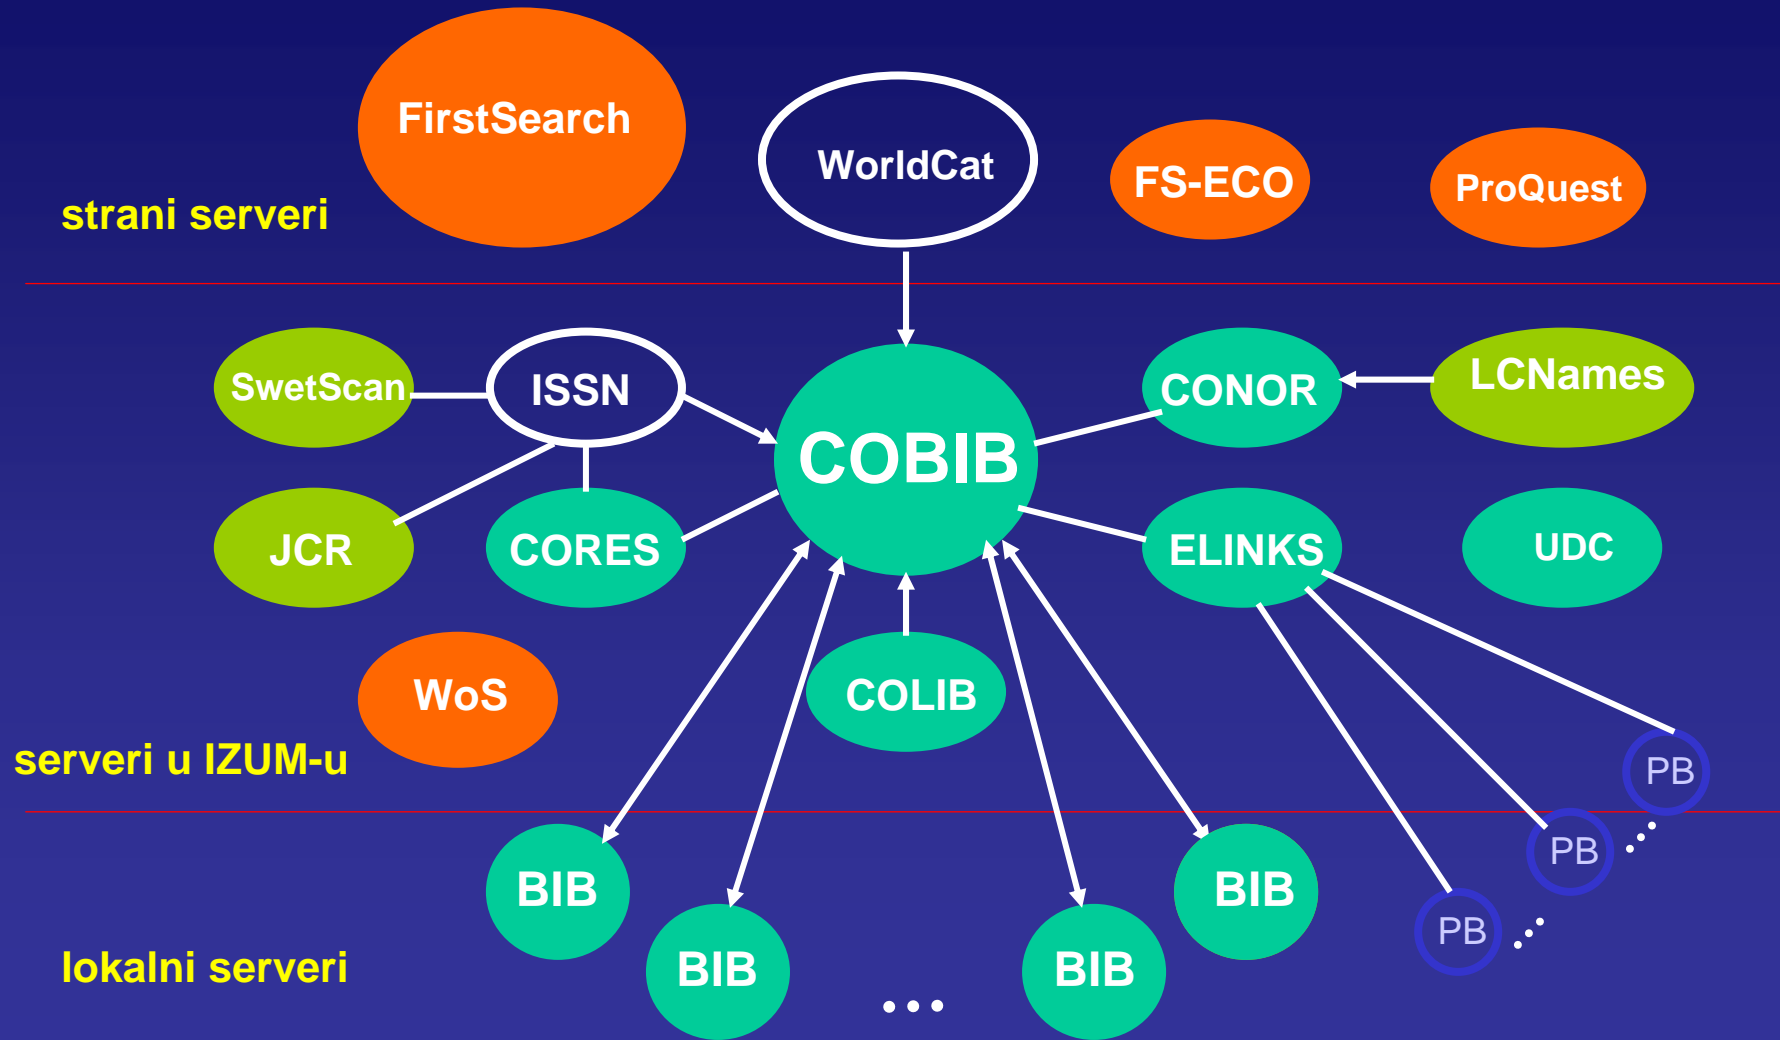 FirstSearch
WorldCat
FS-ECO
ProQuest
strani serveri
SwetScan
ISSN
CONOR
LCNames
COBIB
JCR
CORES
ELINKS
UDC
WoS
COLIB
serveri u IZUM-u
PB
PB
PB
BIB
BIB
BIB
BIB
lokalni serveri
...